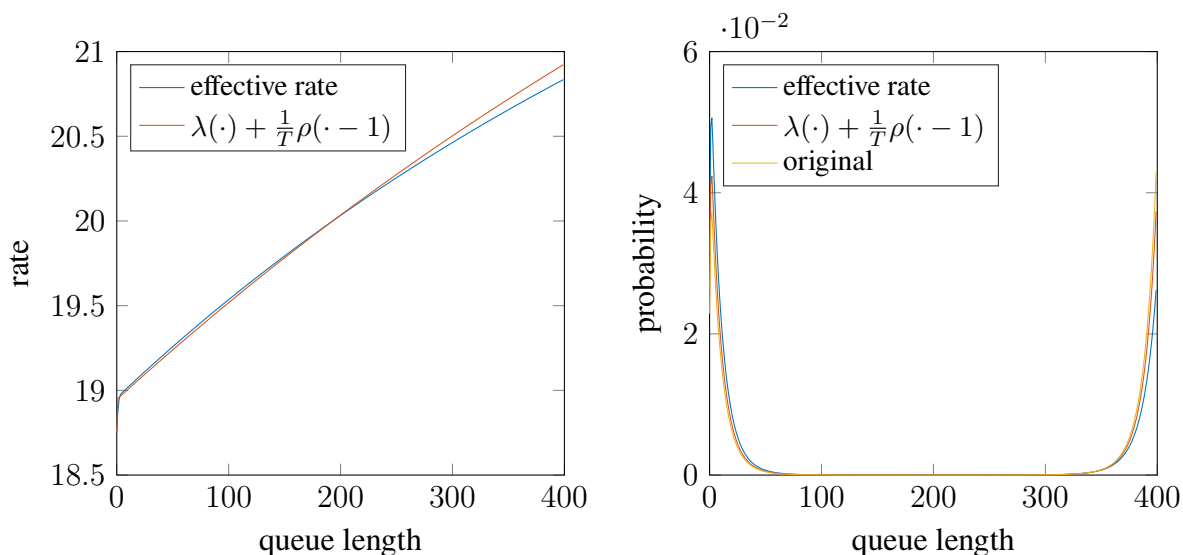 21
20.5
20
19.5
19
18.5
0
100
200
300
400
rate
queue length
effective rate
λ(·) + 1/T ρ(· − 1)
·10⁻²
6
4
2
0
0
100
200
300
400
probability
queue length
effective rate
λ(·) + 1/T ρ(· − 1)
original